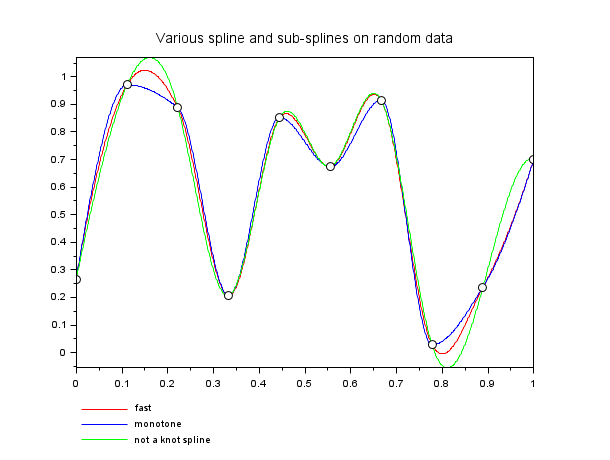 Various spline and sub-splines on random data
1
0.9
0.8
0.7
0.6
0.5
0.4
0.3
0.2
0.1
0
0 0.1 0.2 0.3 0.4 0.5 0.6 0.7 0.8 0.9 1
fast
monotone
not a knot spline